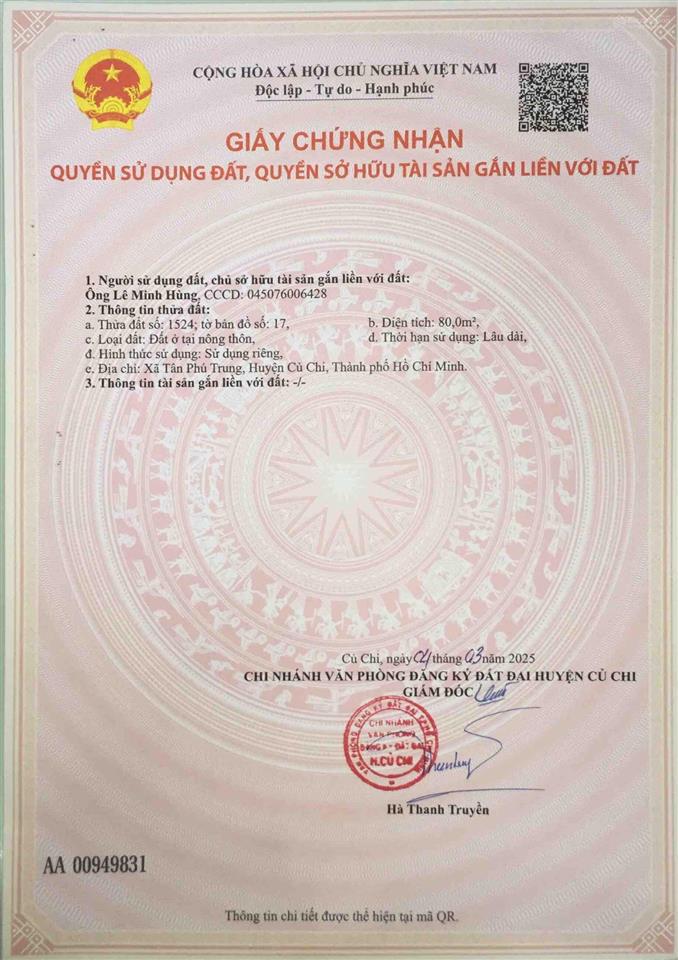 CỘNG HÒA XÃ HỘI CHỦ NGHĨA VIỆT NAM
Độc lập - Tự do - Hạnh phúc
GIẤY CHỨNG NHẬN
QUYỀN SỬ DỤNG ĐẤT, QUYỀN SỞ HỮU TÀI SẢN GẮN LIỀN VỚI ĐẤT
1. Người sử dụng đất, chủ sở hữu tài sản gắn liền với đất:
Ông Lê Minh Hùng, CCCD: 045076006428
2. Thông tin thửa đất:
a. Thửa đất số: 1524; tờ bản đồ số: 17, b. Diện tích: 80,0m²,
c. Loại đất: Đất ở tại nông thôn, d. Thời hạn sử dụng: Lâu dài,
đ. Hình thức sử dụng: Sử dụng riêng,
e. Địa chỉ: Xã Tân Phú Trung, Huyện Củ Chi, Thành phố Hồ Chí Minh.
3. Thông tin tài sản gắn liền với đất: -/-
Củ Chi, ngày 04 tháng 03 năm 2025
CHI NHÁNH VĂN PHÒNG ĐĂNG KÝ ĐẤT ĐẠI HUYỆN CỦ CHI
GIÁM ĐỐC
CHI NHÁNH
VĂN PHÒNG
H.CỦ CHI
Hà Thanh Truyền
AA 00949831
Thông tin chi tiết được thể hiện tại mã QR.